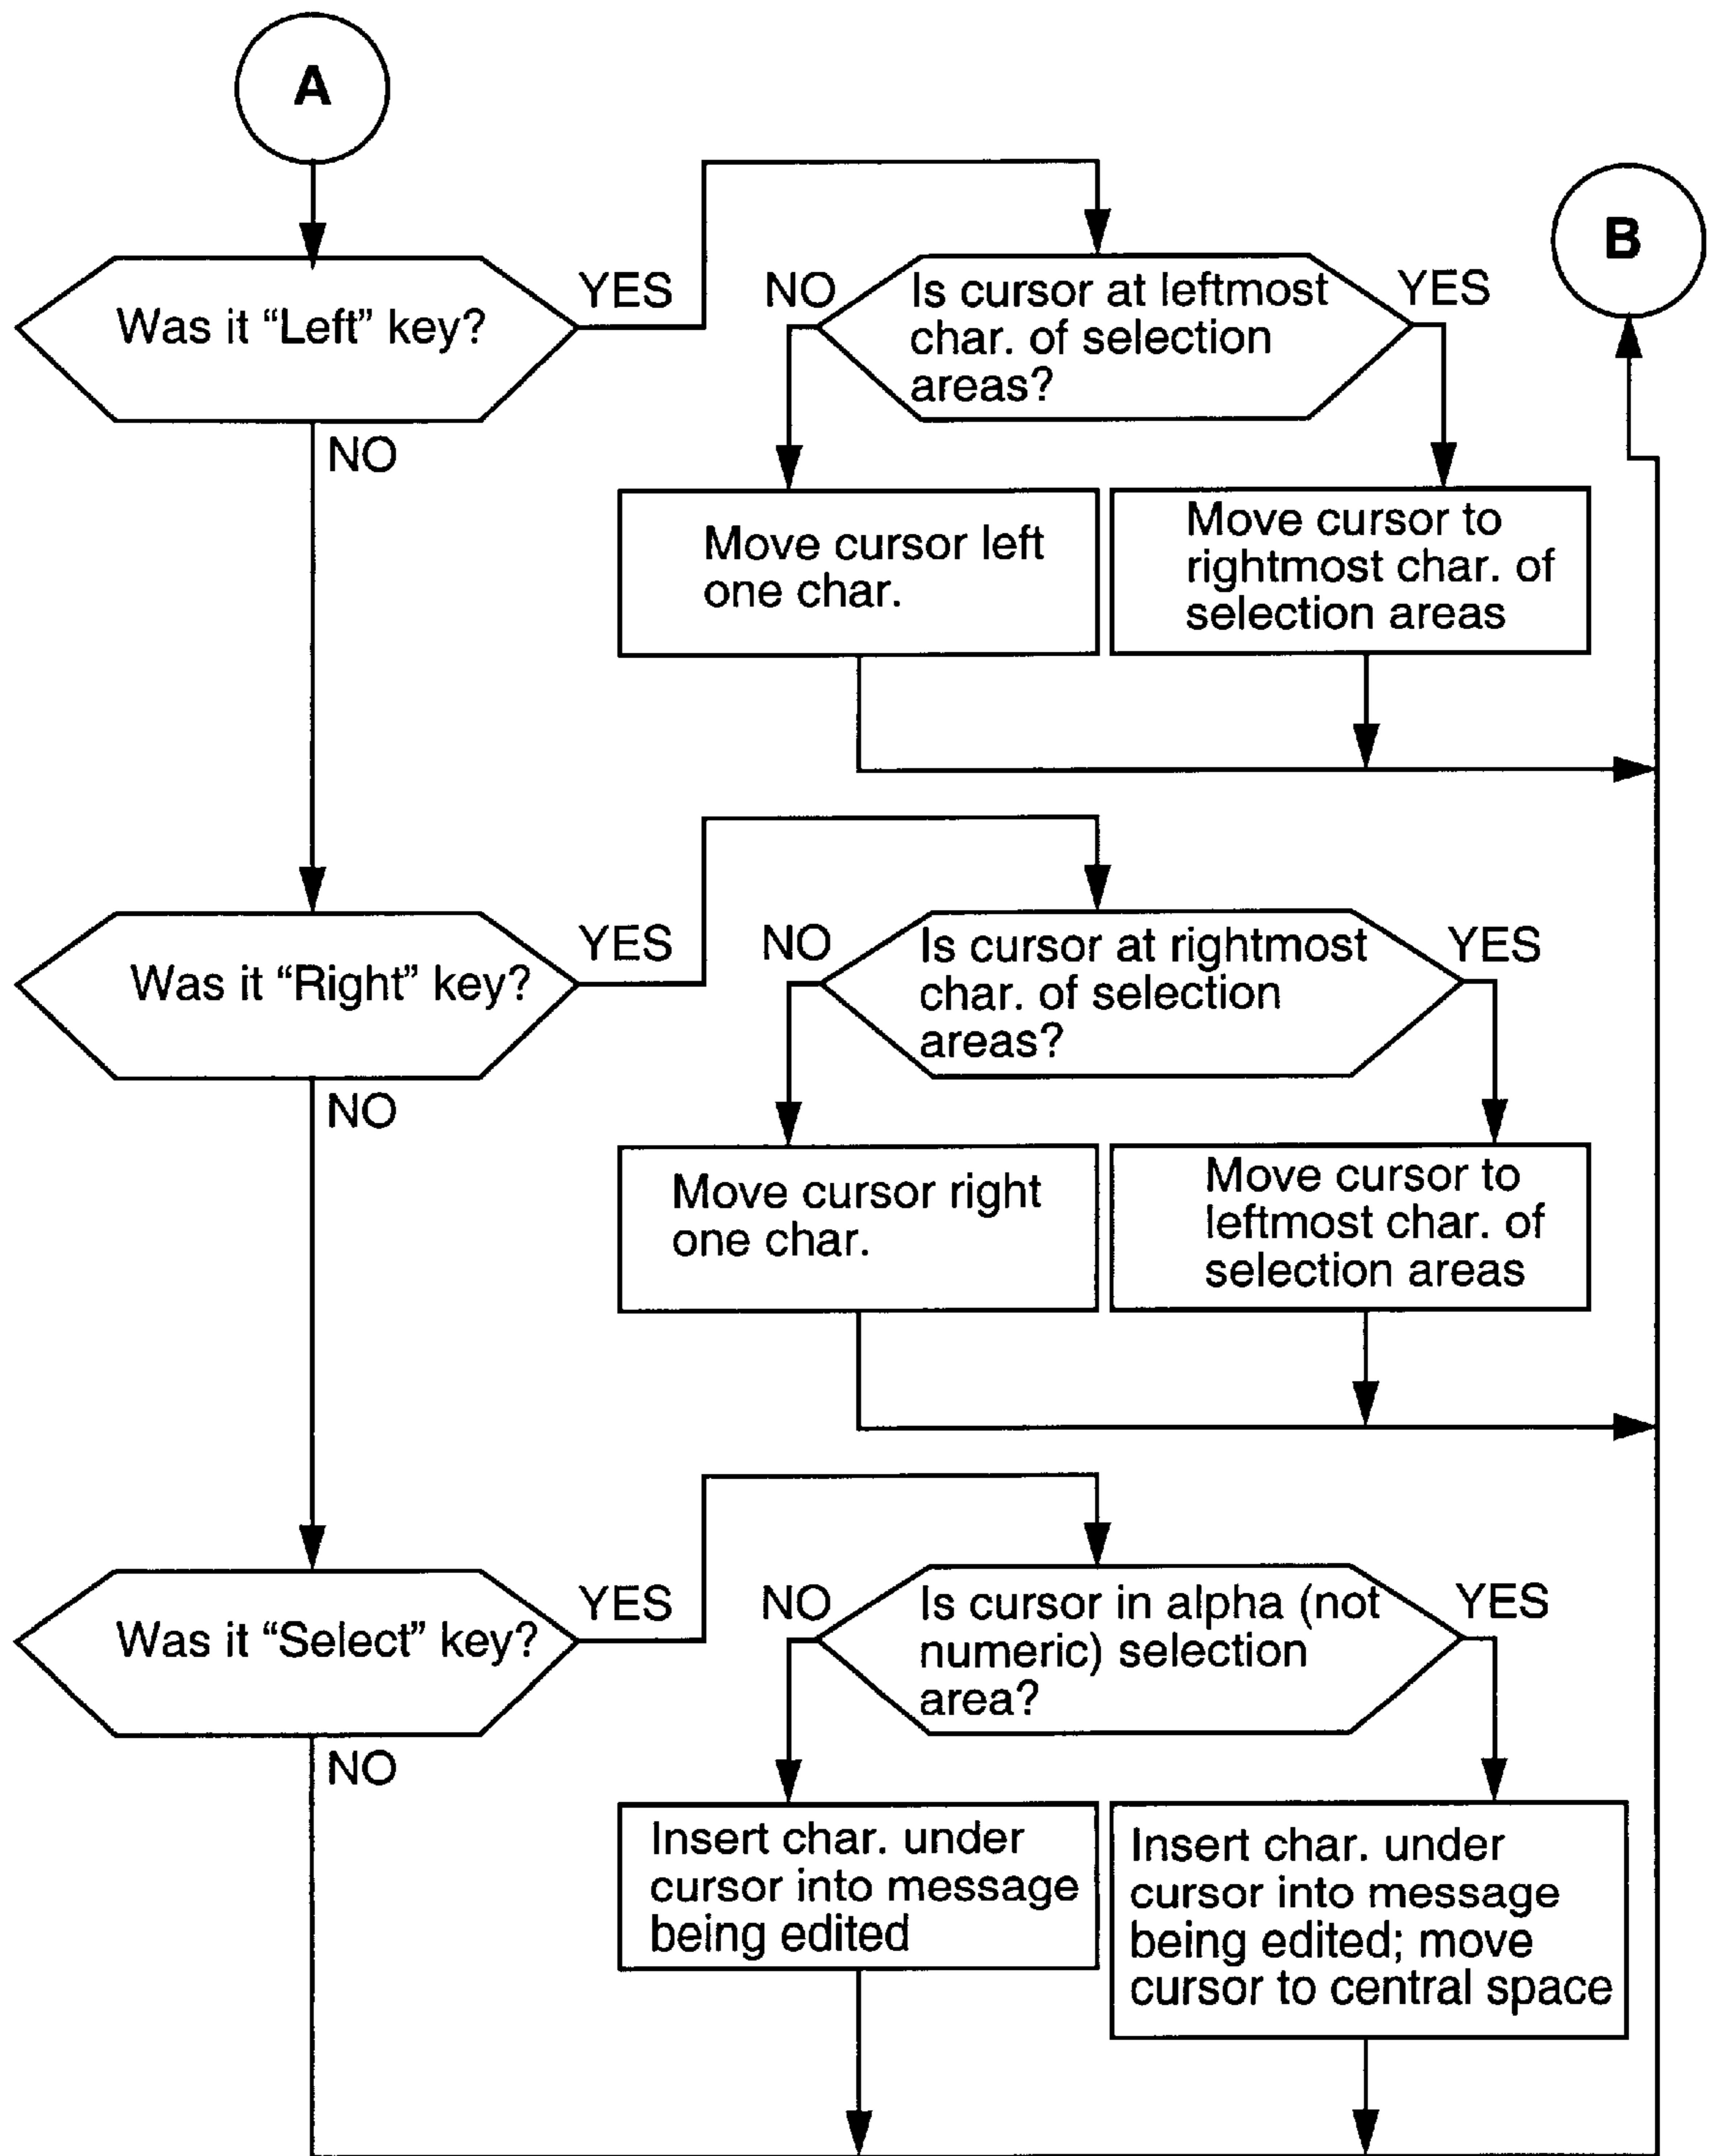 A
B
Was it “Left” key?
YES
NO
NO
Is cursor at leftmost
char. of selection
areas?
YES
Move cursor left
one char.
Move cursor to
rightmost char. of
selection areas
Was it “Right” key?
YES
NO
NO
Is cursor at rightmost
char. of selection
areas?
YES
Move cursor right
one char.
Move cursor to
leftmost char. of
selection areas
Was it “Select” key?
YES
NO
NO
Is cursor in alpha (not
numeric) selection
area?
YES
Insert char. under
cursor into message
being edited
Insert char. under
cursor into message
being edited; move
cursor to central space